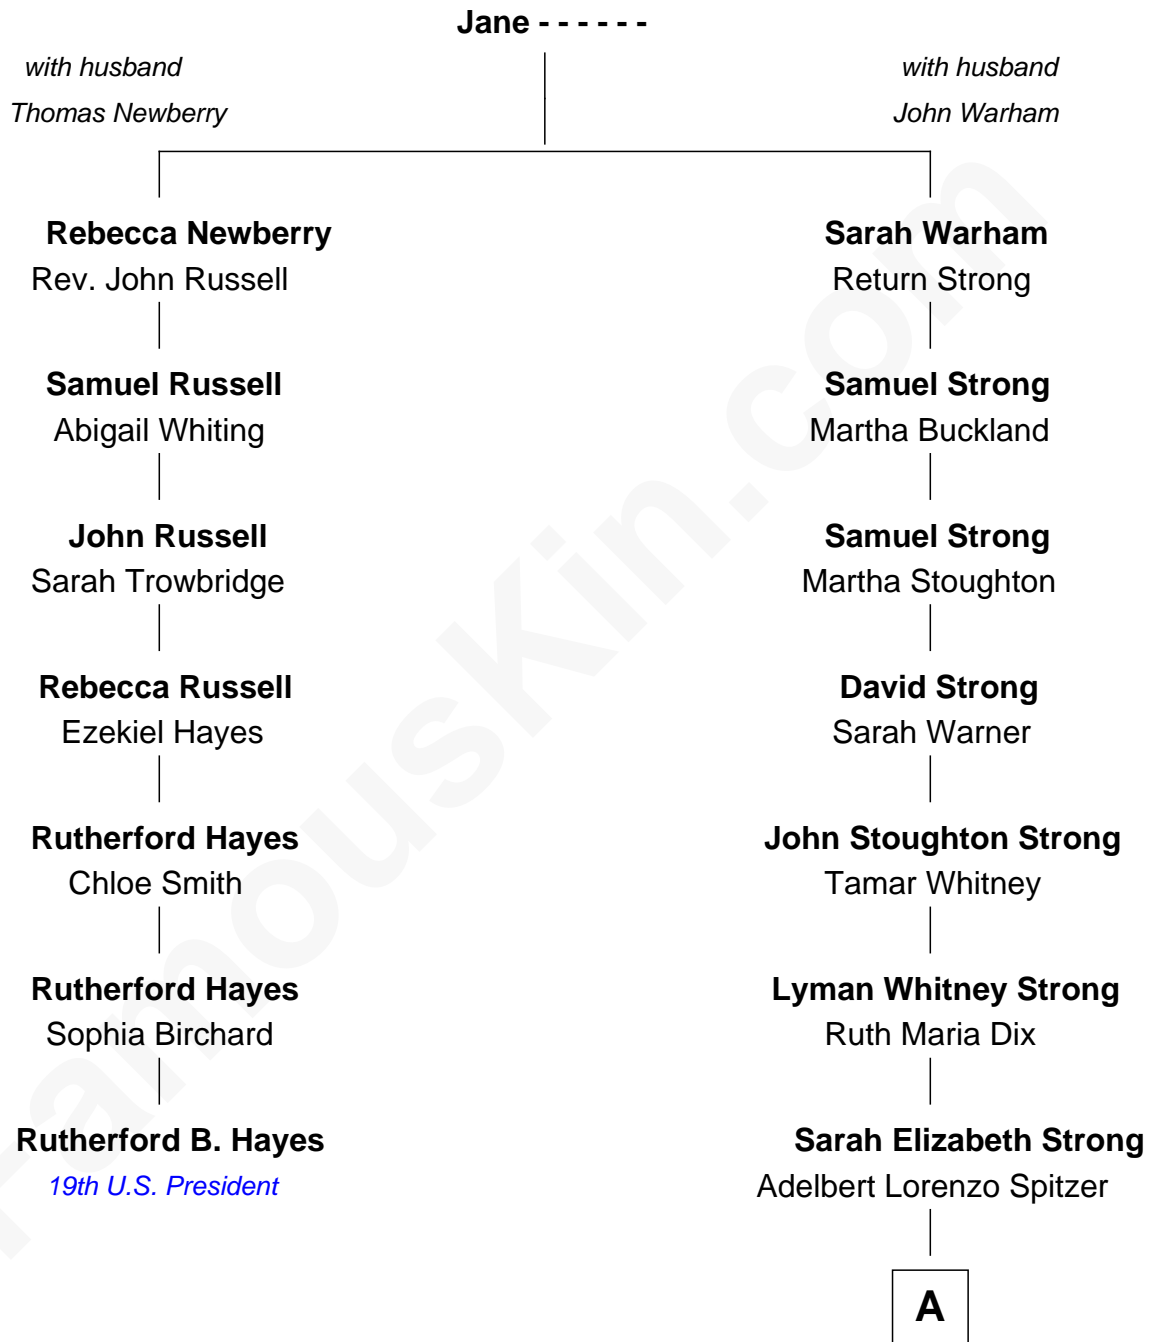 Jane - - - - - -
with husband
Thomas Newberry
with husband
John Warham
Rebecca Newberry
Rev. John Russell
Sarah Warham
Return Strong
Samuel Russell
Abigail Whiting
Samuel Strong
Martha Buckland
John Russell
Sarah Trowbridge
Samuel Strong
Martha Stoughton
Rebecca Russell
Ezekiel Hayes
David Strong
Sarah Warner
Rutherford Hayes
Chloe Smith
John Stoughton Strong
Tamar Whitney
Rutherford Hayes
Sophia Birchard
Lyman Whitney Strong
Ruth Maria Dix
Rutherford B. Hayes
19th U.S. President
Sarah Elizabeth Strong
Adelbert Lorenzo Spitzer
A
FamousKin.com